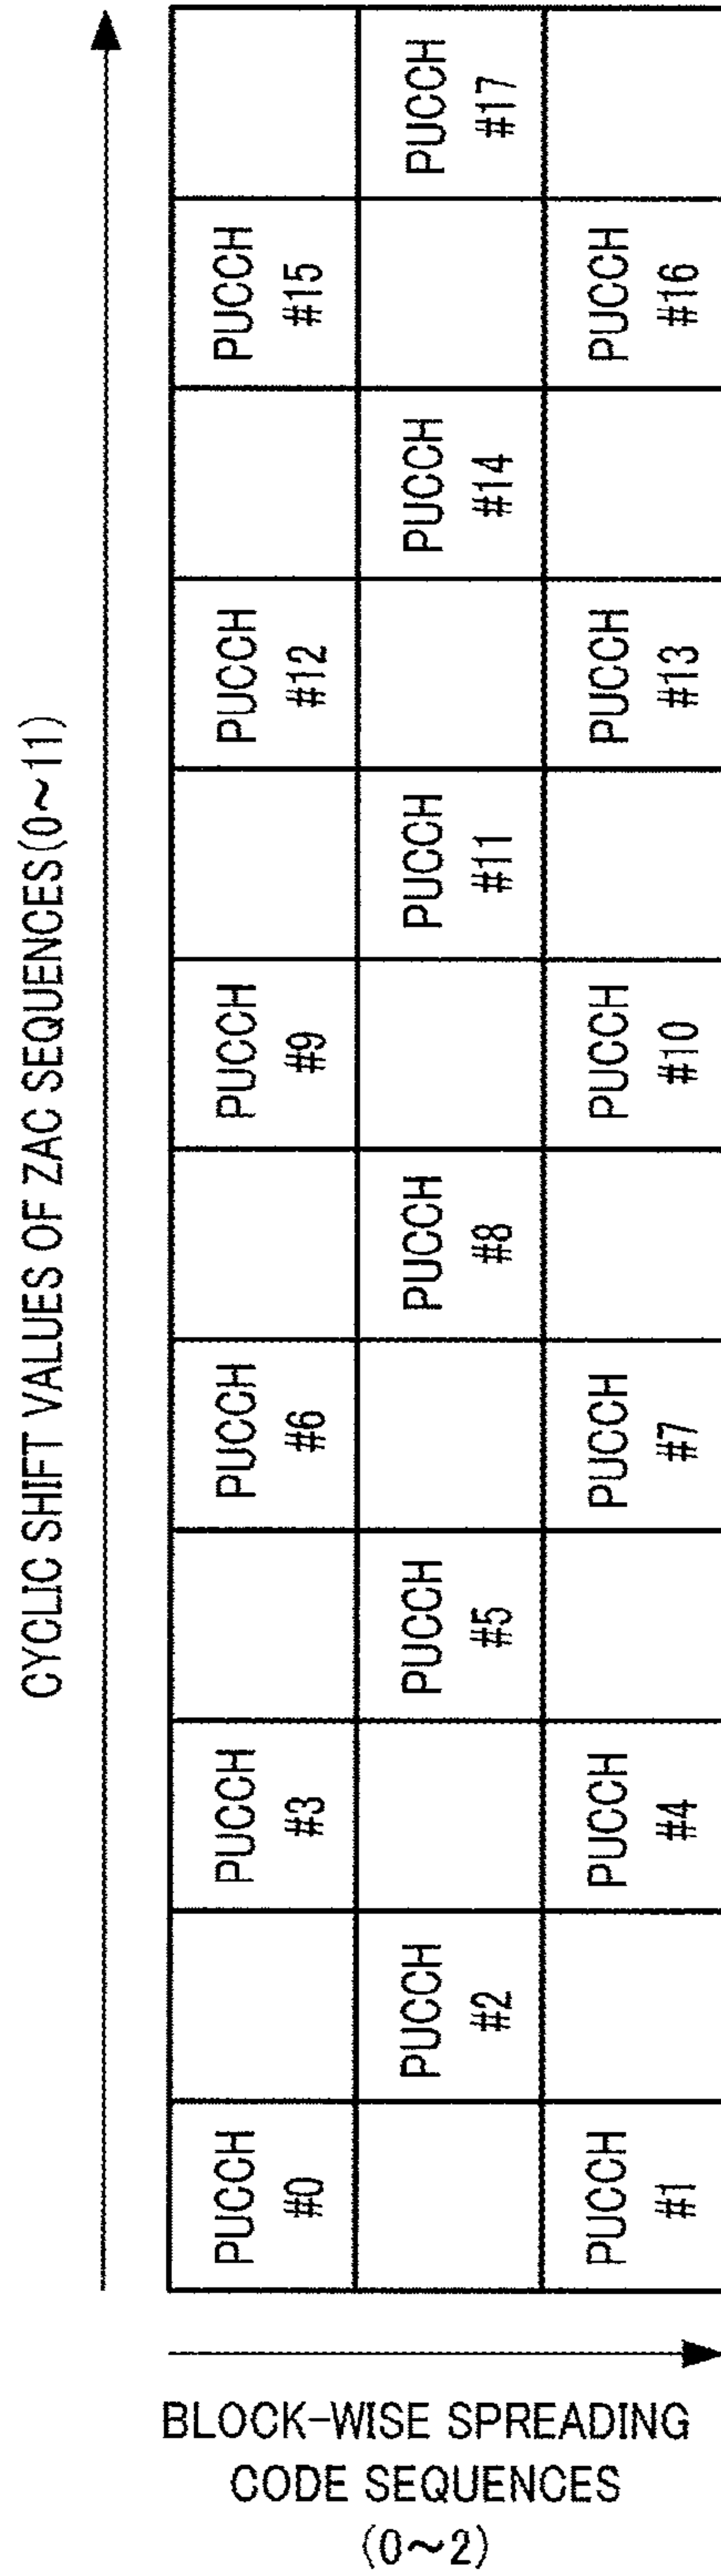 CYCLIC SHIFT VALUES OF ZAC SEQUENCES(0~11)
BLOCK-WISE SPREADING
CODE SEQUENCES
(0~2)
PUCCH
#0
PUCCH
#3
PUCCH
#6
PUCCH
#9
PUCCH
#12
PUCCH
#15
PUCCH
#2
PUCCH
#5
PUCCH
#8
PUCCH
#11
PUCCH
#14
PUCCH
#17
PUCCH
#1
PUCCH
#4
PUCCH
#7
PUCCH
#10
PUCCH
#13
PUCCH
#16